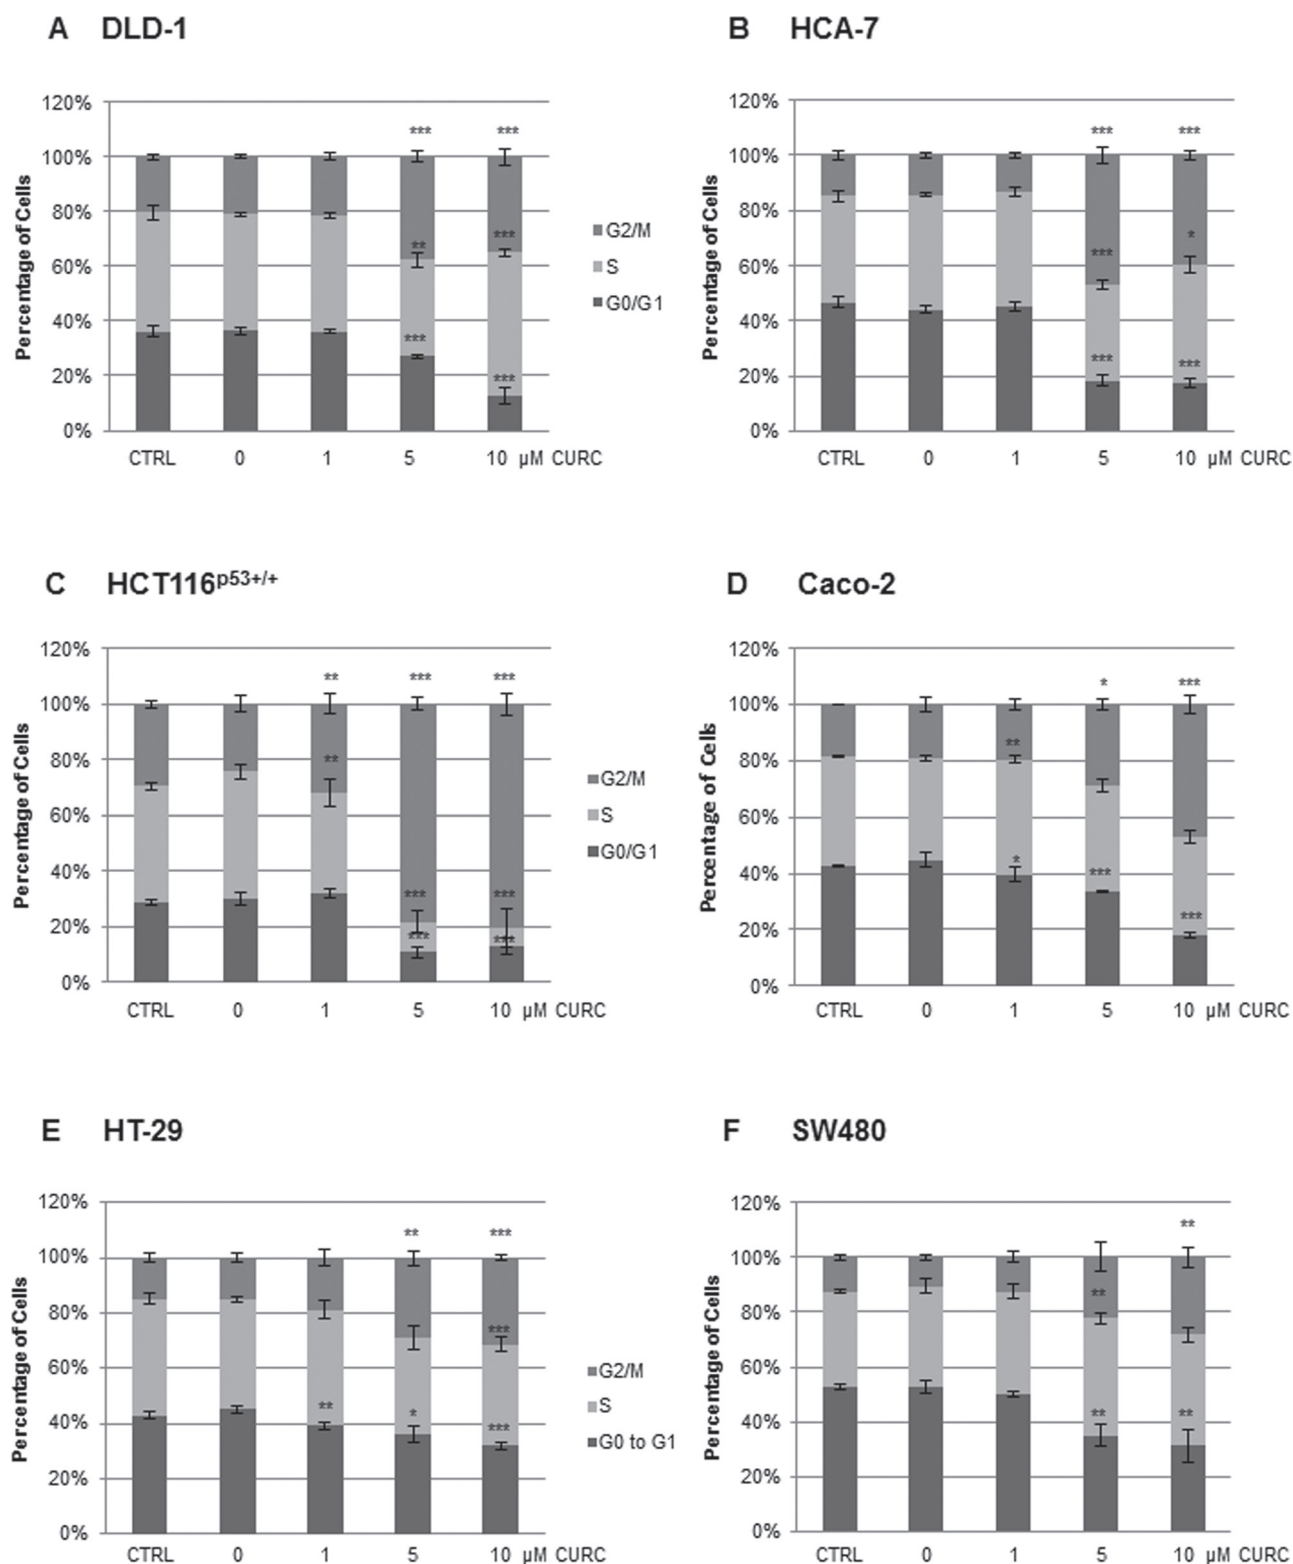 A DLD-1
120%
100%
80%
60%
40%
20%
0%
Percentage of Cells
*** ***
** ***
*** ***
CTRL 0 1 5 10 µM CURC
G2/M
S
G0/G1
B HCA-7
120%
100%
80%
60%
40%
20%
0%
Percentage of Cells
*** ***
*** *
*** ***
CTRL 0 1 5 10 µM CURC
C HCT116p53+/+
120%
100%
80%
60%
40%
20%
0%
Percentage of Cells
** *** ***
** *** ***
*** ***
CTRL 0 1 5 10 µM CURC
G2/M
S
G0/G1
D Caco-2
120%
100%
80%
60%
40%
20%
0%
Percentage of Cells
* ***
**
* *** ***
CTRL 0 1 5 10 µM CURC
E HT-29
120%
100%
80%
60%
40%
20%
0%
Percentage of Cells
** ***
***
** * ***
CTRL 0 1 5 10 µM CURC
G2/M
S
G0 to G1
F SW480
120%
100%
80%
60%
40%
20%
0%
Percentage of Cells
**
**
** **
CTRL 0 1 5 10 µM CURC